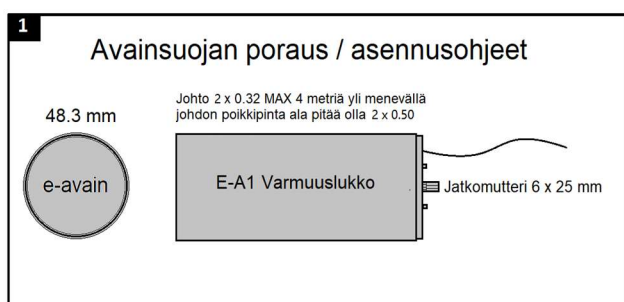 1
Avainsuojan poraus / asennusohjeet
Johto 2 x 0.32 MAX 4 metriä yli menevällä
johdon poikkipinta ala pitää olla 2 x 0.50
48.3 mm
e-avain
E-A1 Varmuuslukko
Jatkomutteri 6 x 25 mm